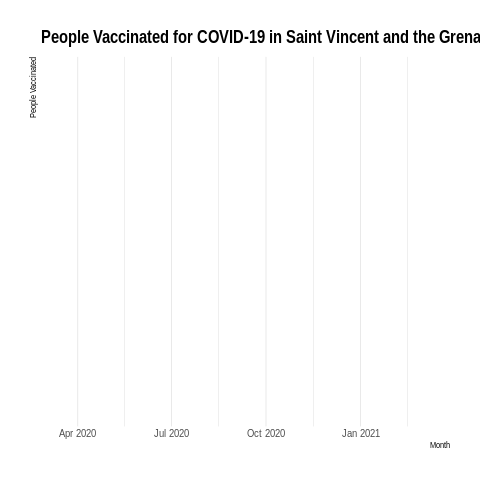 People Vaccinated for COVID-19 in Saint Vincent and the Grena
People Vaccinated
Apr 2020 Jul 2020 Oct 2020 Jan 2021
Month